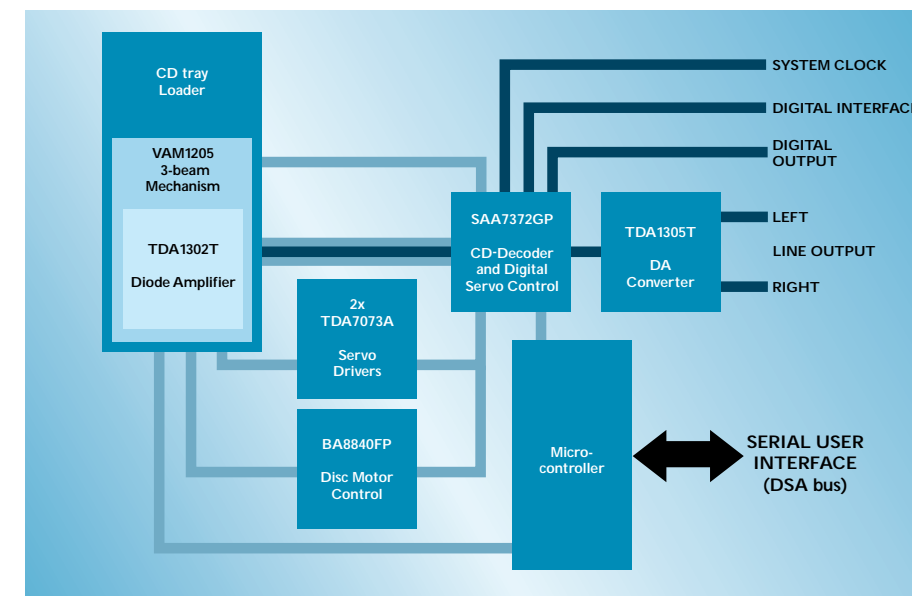 CD tray
Loader
VAM1205
3-beam
Mechanism
TDA1302T
Diode Amplifier
2x
TDA7073A
Servo
Drivers
BA8840FP
Disc Motor
Control
SAA7372GP
CD-Decoder
and Digital
Servo Control
TDA1305T
DA
Converter
Micro-
controller
SYSTEM CLOCK
DIGITAL INTERFACE
DIGITAL
OUTPUT
LEFT
LINE OUTPUT
RIGHT
SERIAL USER
INTERFACE
(DSA bus)